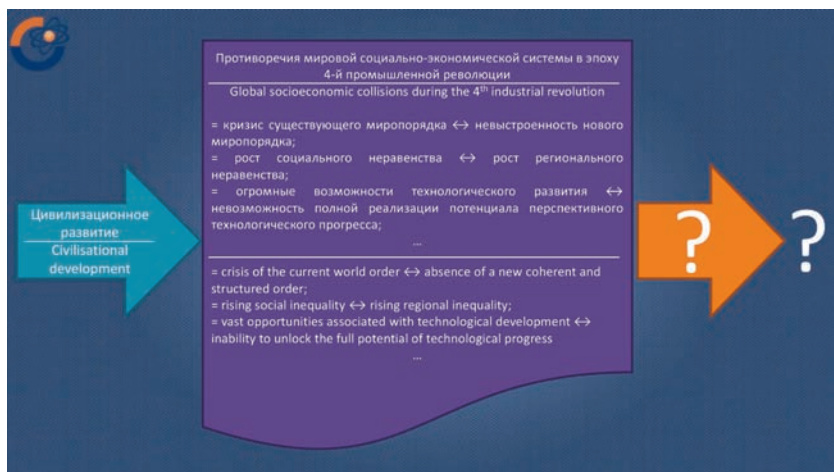 Цивилизационное
развитие
Civilisational
development
Противоречия мировой социально-экономической системы в эпоху
4-й промышленной революции
Global socioeconomic collisions during the 4th industrial revolution
= кризис существующего миропорядка ↔ невыстроенность нового
миропорядка;
= рост социального неравенства ↔ рост регионального
неравенства;
= огромные возможности технологического развития ↔
невозможность полной реализации потенциала перспективного
технологического прогресса;
...
= crisis of the current world order ↔ absence of a new coherent and
structured order;
= rising social inequality ↔ rising regional inequality;
= vast opportunities associated with technological development ↔
inability to unlock the full potential of technological progress
...
? ?